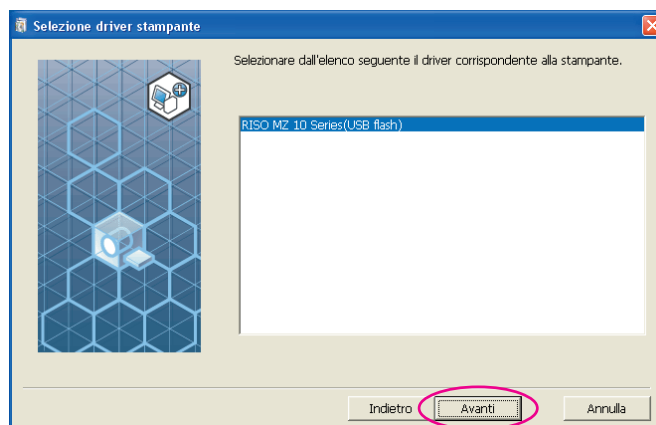 Selezione driver stampante
Selezionare dall'elenco seguente il driver corrispondente alla stampante.
RISO MZ 10 Series(USB flash)
Indietro
Avanti
Annulla